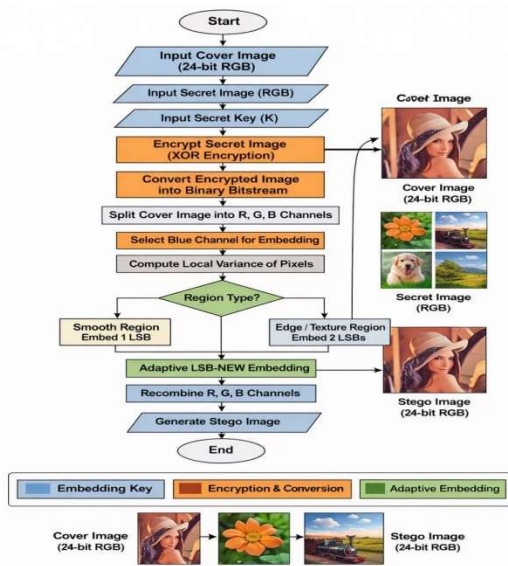 Start
Input Cover Image
(24-bit RGB)
Input Secret Image (RGB)
Input Secret Key (K)
Encrypt Secret Image
(XOR Encryption)
Convert Encrypted Image
into Binary Bitstream
Split Cover Image into R, G, B Channels
Select Blue Channel for Embedding
Compute Local Variance of Pixels
Region Type?
Smooth Region
Embed 1 LSB
Edge / Texture Region
Embed 2 LSBs
Adaptive LSB-NEW Embedding
Recombine R, G, B Channels
Generate Stego Image
End
Cover Image
Cover Image
(24-bit RGB)
Secret Image
(RGB)
Stego Image
(24-bit RGB)
Embedding Key
Encryption & Conversion
Adaptive Embedding
Cover Image
(24-bit RGB)
Stego Image
(24-bit RGB)